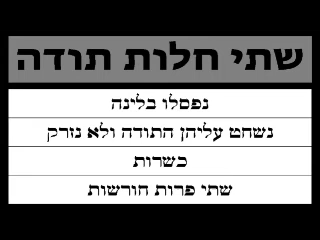 שתי חלות תודה
נפסלו בלינה
נשחט עליהן התודה ולא נזרק
כשרות
שתי פרות חורשות